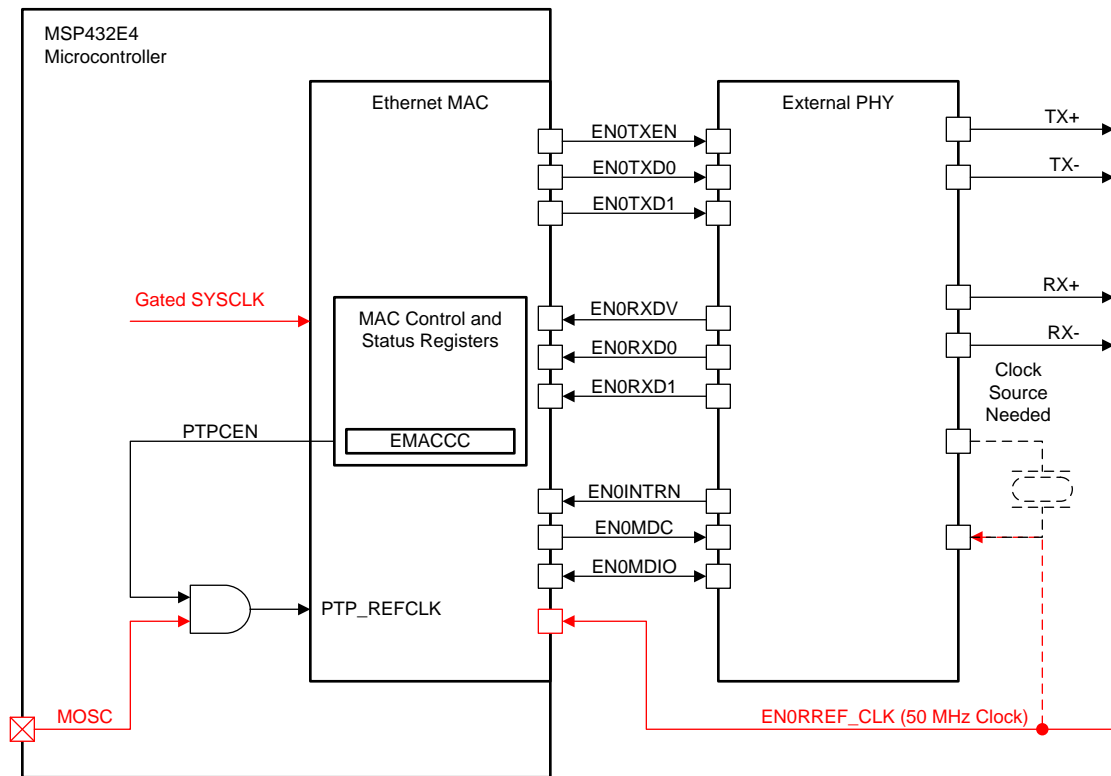 MSP432E4
Microcontroller
Ethernet MAC
External PHY
TX+
EN0TXEN
EN0TXD0
TX-
EN0TXD1
Gated SYSCLK
MAC Control and
Status Registers
EN0RXDV
RX+
EN0RXD0
RX-
EN0RXD1
Clock
Source
Needed
PTPCEN
EMACCC
EN0INTRN
EN0MDC
EN0MDIO
PTP_REFCLK
MOSC
EN0RREF_CLK (50 MHz Clock)